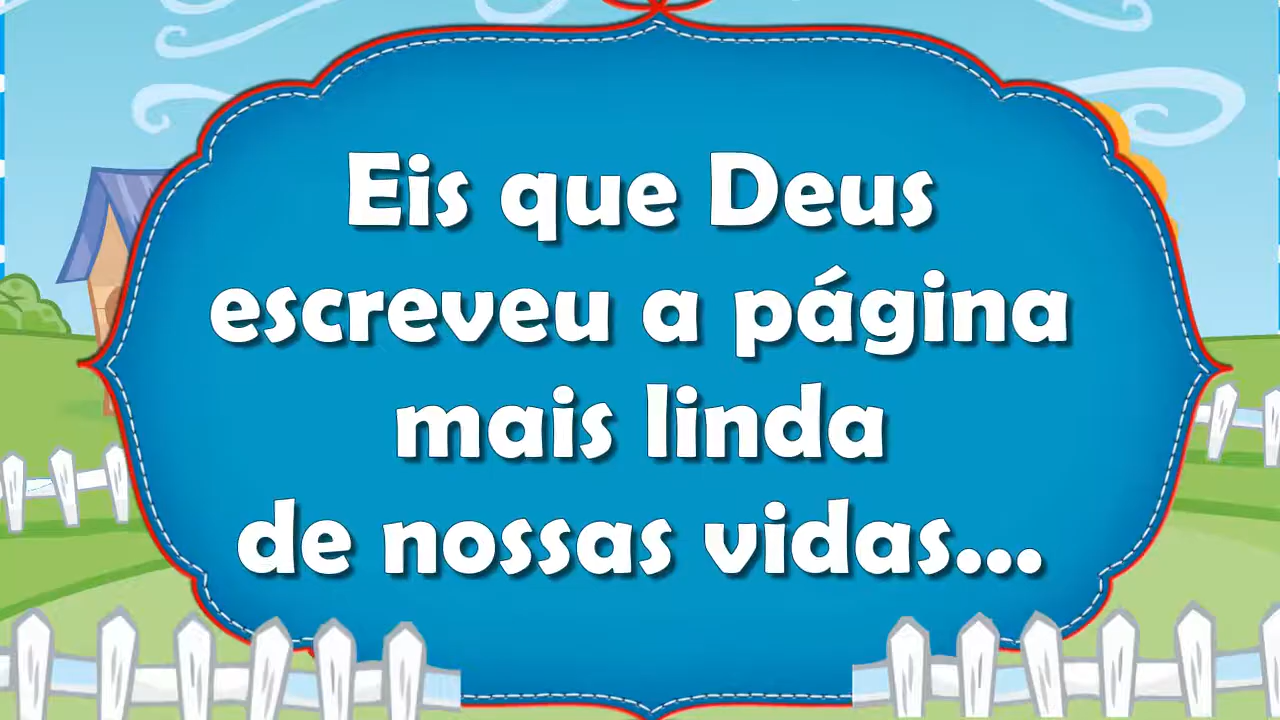 Eis que Deus
escreveu a página
mais linda
de nossas vidas...